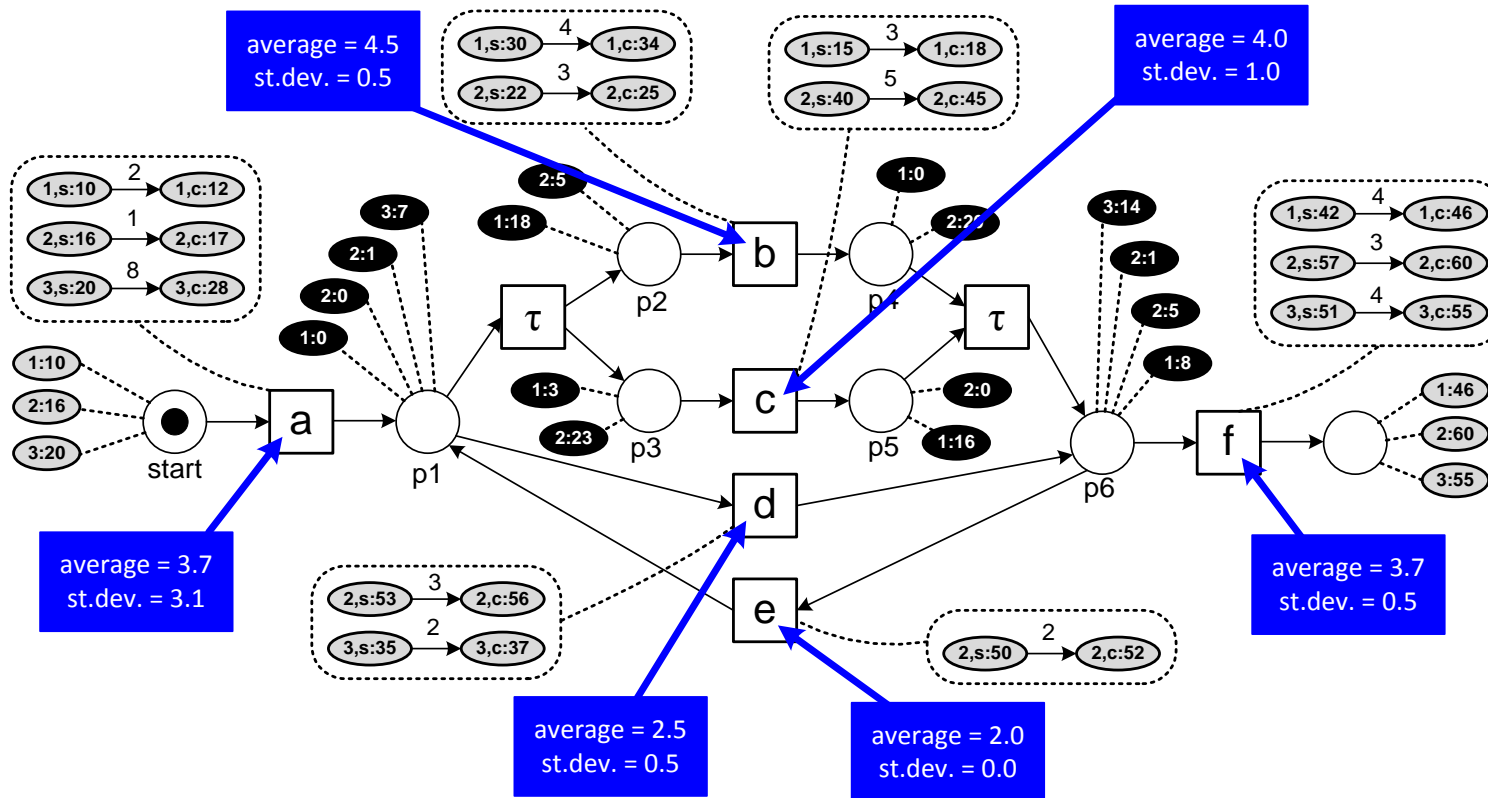 average = 4.5
st.dev. = 0.5
1,s:30 4 1,c:34
2,s:22 3 2,c:25
1,s:15 3 1,c:18
2,s:40 5 2,c:45
average = 4.0
st.dev. = 1.0
1,s:10 2 1,c:12
2,s:16 1 2,c:17
3,s:20 8 3,c:28
3:7
2:1
2:0
1:0
2:5
1:18
1:0
3:14
2:1
2:5
1:8
1,s:42 4 1,c:46
2,s:57 3 2,c:60
3,s:51 4 3,c:55
b
p2
p4
τ
τ
1:10
2:16
3:20
start
a
p1
1:3
2:23
p3
c
p5
2:0
1:16
p6
f
1:46
2:60
3:55
d
e
average = 3.7
st.dev. = 3.1
2,s:53 3 2,c:56
3,s:35 2 3,c:37
2,s:50 2 2,c:52
average = 3.7
st.dev. = 0.5
average = 2.5
st.dev. = 0.5
average = 2.0
st.dev. = 0.0